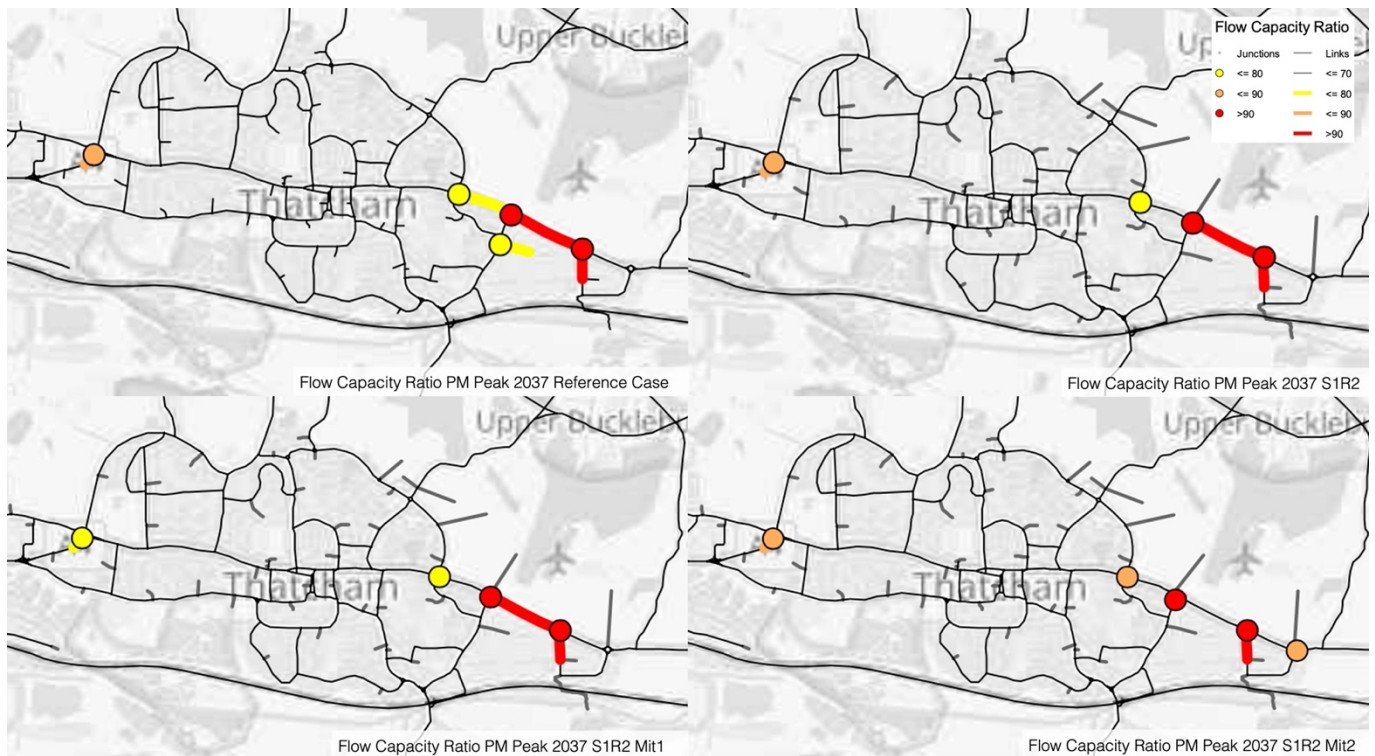 Upper Buckleb
Thatcham
Flow Capacity Ratio PM Peak 2037 Reference Case
Flow Capacity Ratio
Junctions Links
<= 80 <= 70
<= 90 <= 80
>90 <= 90
>90
Up
Thatcham
Flow Capacity Ratio PM Peak 2037 S1R2
Upper Buckleb
Thatcham
Flow Capacity Ratio PM Peak 2037 S1R2 Mit1
Upper Buckleb
Thatcham
Flow Capacity Ratio PM Peak 2037 S1R2 Mit2